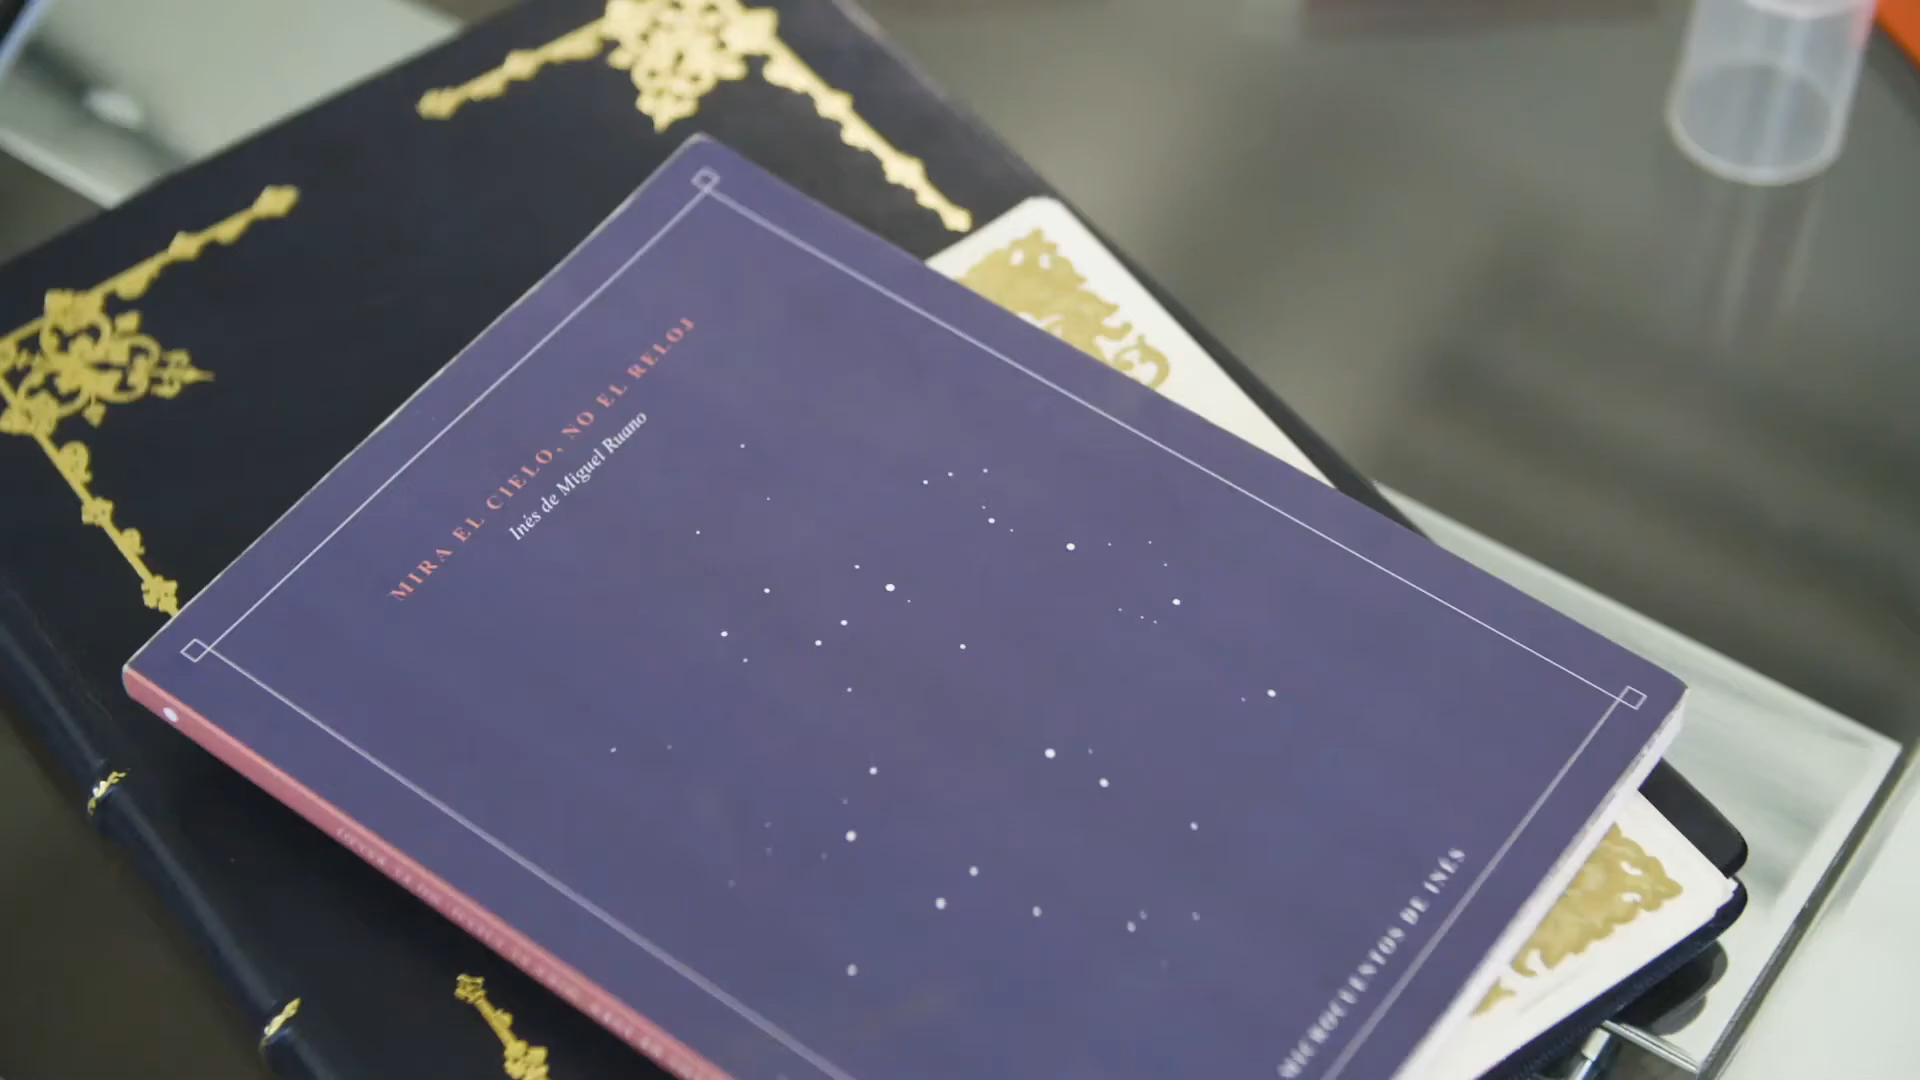 MIRA EL CIELO, NO EL RELOJ
Inés de Miguel Ruano
MICROCUENTOS DE INÉS